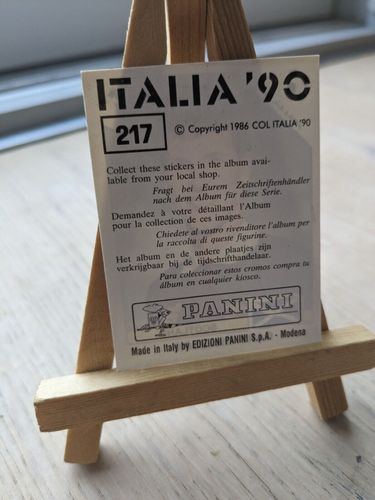 ITALIA '90
217
© Copyright 1986 COL ITALIA '90
Collect these stickers in the album avai-
lable from your local shop.
Fragt bei Eurem Zeitschriftenhändler
nach dem Album für diese Serie.
Demandez à votre détaillant l'Album
pour la collection de ces images.
Chiedete al vostro rivenditore l'album per
la raccolta di queste figurine.
Het album en de andere plaatjes zijn
verkrijgbaar bij de tijdschrifthandelaar.
Para coleccionar estos cromos compra tu
álbum en cualquier kiosco.
PANINI
Made in Italy by EDIZIONI PANINI S.p.A. - Modena